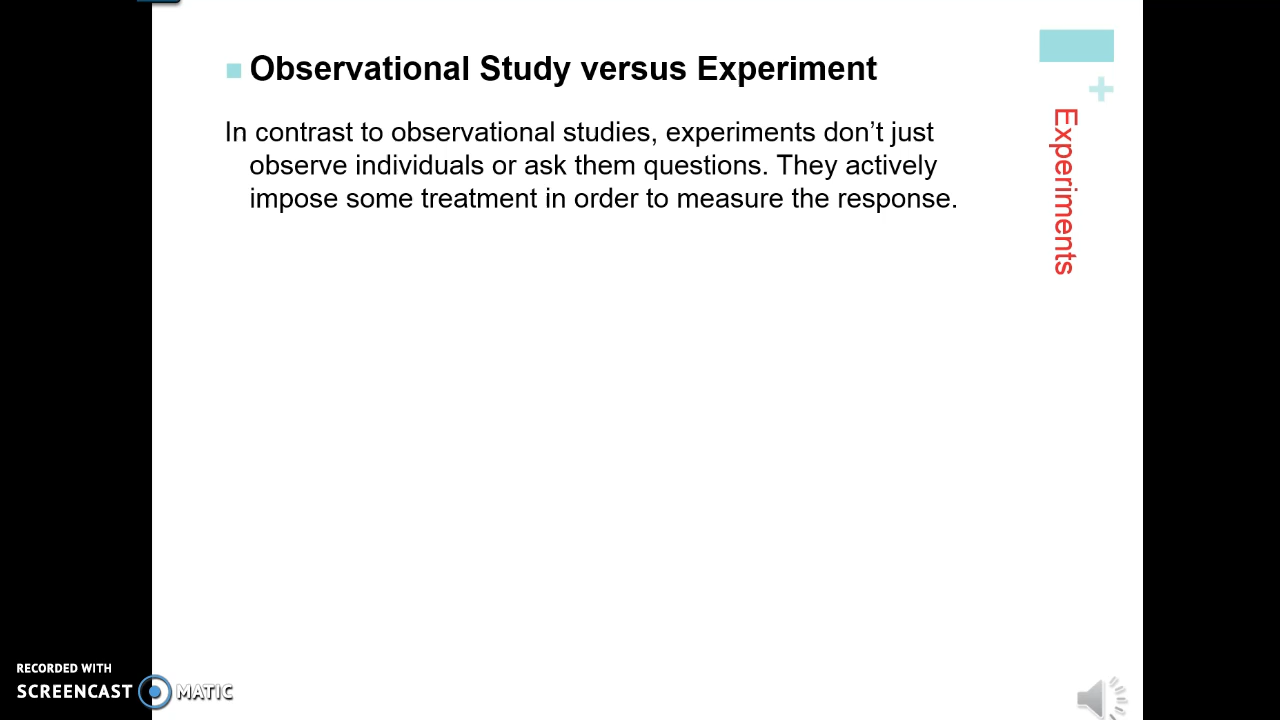 Observational Study versus Experiment
In contrast to observational studies, experiments don’t just
observe individuals or ask them questions. They actively
impose some treatment in order to measure the response.
+
Experiments
RECORDED WITH
SCREENCAST MATIC